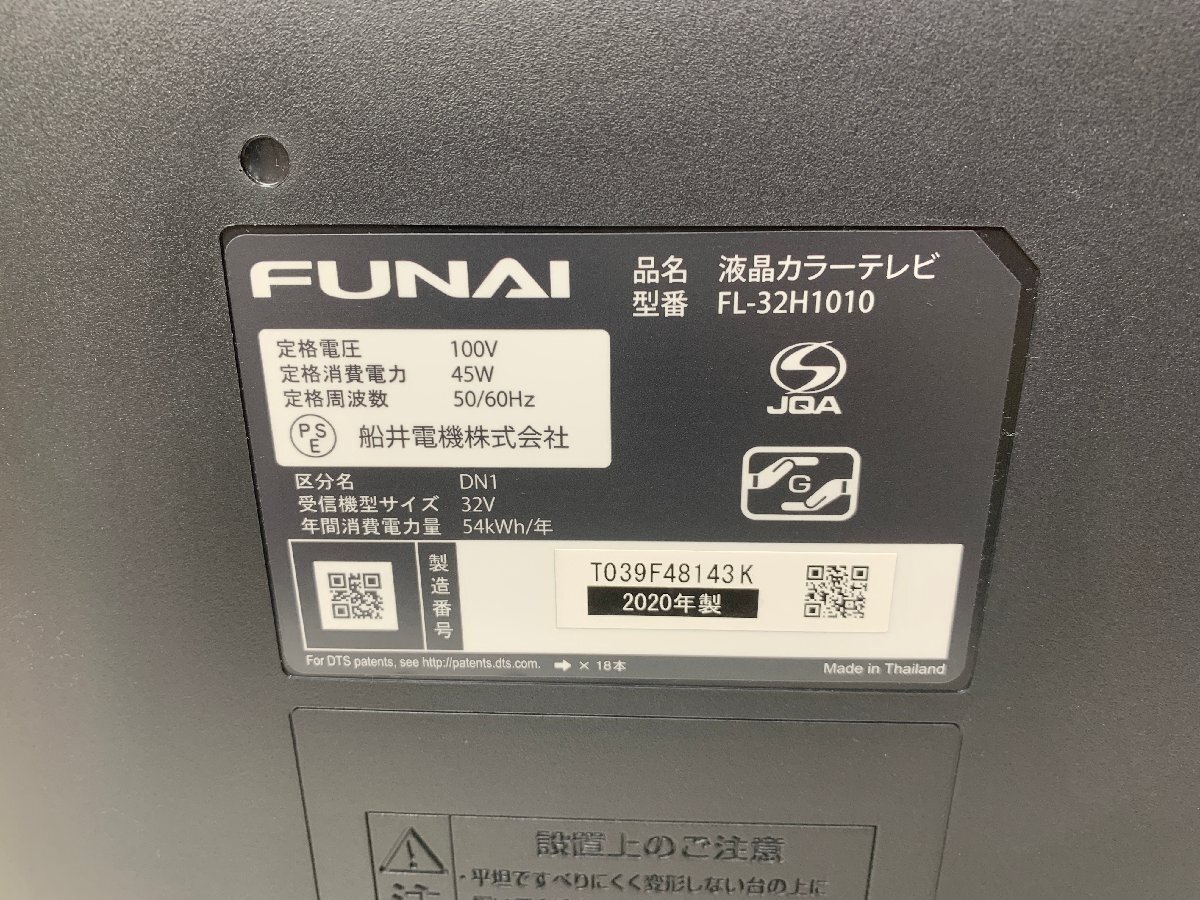 FUNAI
品名 液晶カラーテレビ
型番 FL-32H1010
定格電圧 100V
定格消費電力 45W
定格周波数 50/60Hz
PSE 船井電機株式会社
JQA
G
区分名 DN1
受信機型サイズ 32V
年間消費電力量 54kWh/年
製造番号
T039F48143K
2020年製
For DTS patents, see http://patents.dts.com. ➡ × 18本
Made in Thailand
設置上のご注意
・平坦ですべりにくく変形しない台の上に